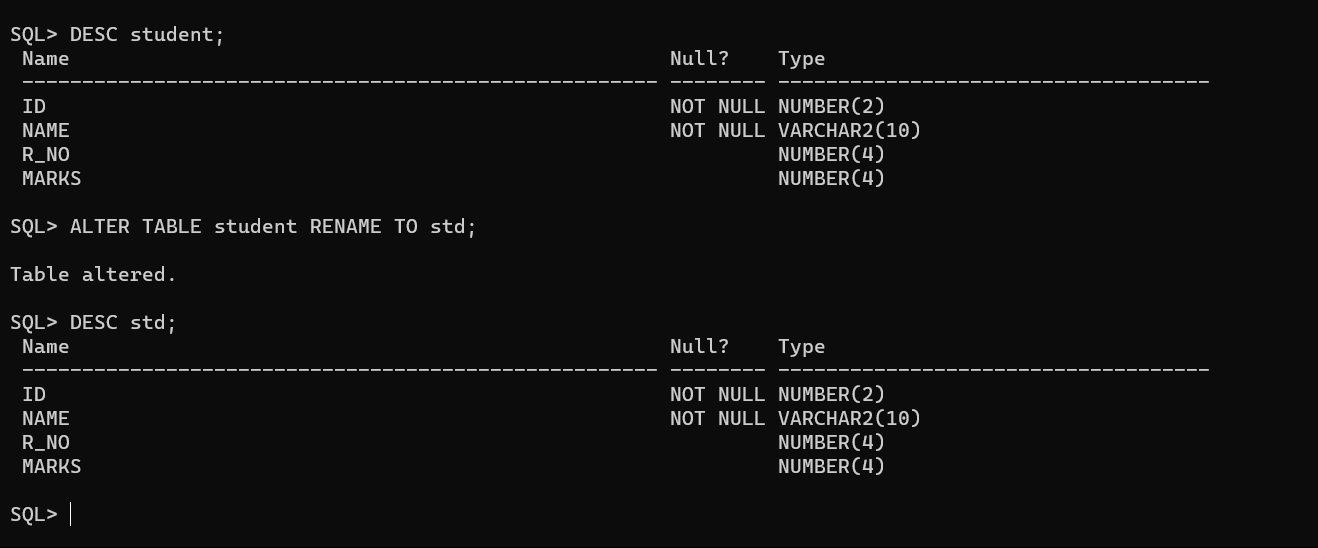 SQL> DESC student;
 Name                                                  Null?    Type
 ----------------------------------------------------- -------- ------------------------------------
 ID                                                    NOT NULL NUMBER(2)
 NAME                                                  NOT NULL VARCHAR2(10)
 R_NO                                                           NUMBER(4)
 MARKS                                                          NUMBER(4)
SQL> ALTER TABLE student RENAME TO std;
Table altered.
SQL> DESC std;
 Name                                                  Null?    Type
 ----------------------------------------------------- -------- ------------------------------------
 ID                                                    NOT NULL NUMBER(2)
 NAME                                                  NOT NULL VARCHAR2(10)
 R_NO                                                           NUMBER(4)
 MARKS                                                          NUMBER(4)
SQL>